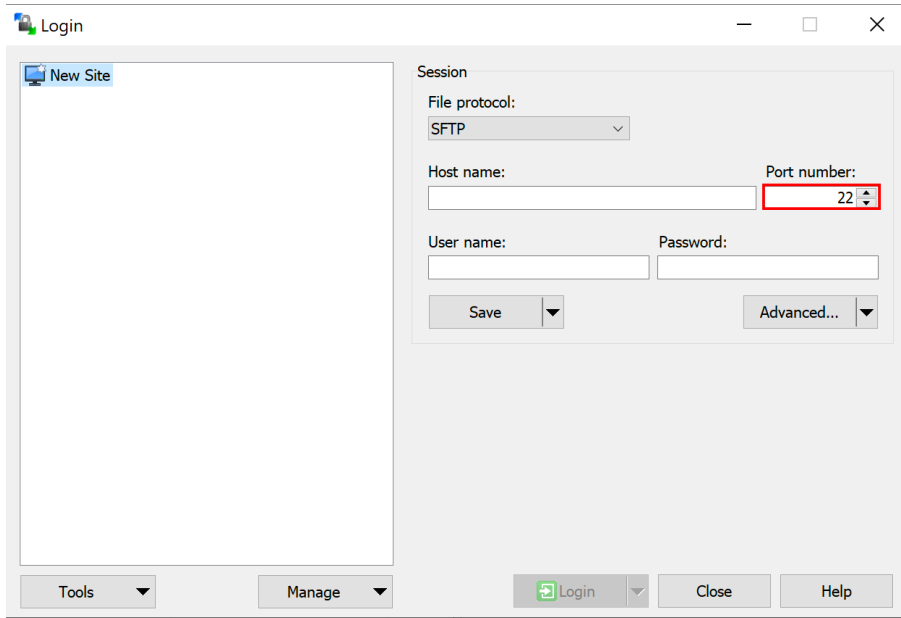 Login
New Site
Session
File protocol:
SFTP
Host name:
Port number:
22
User name:
Password:
Save
Advanced...
Tools
Manage
Login
Close
Help